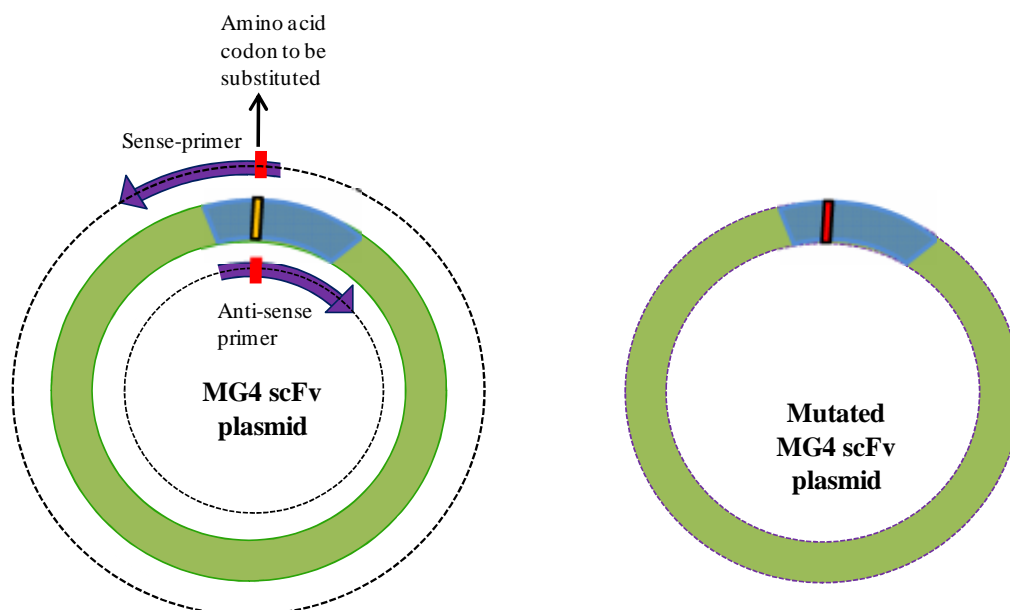 Amino acid
codon to be
substituted
Sense-primer
Anti-sense
primer
MG4 scFv
plasmid
Mutated
MG4 scFv
plasmid